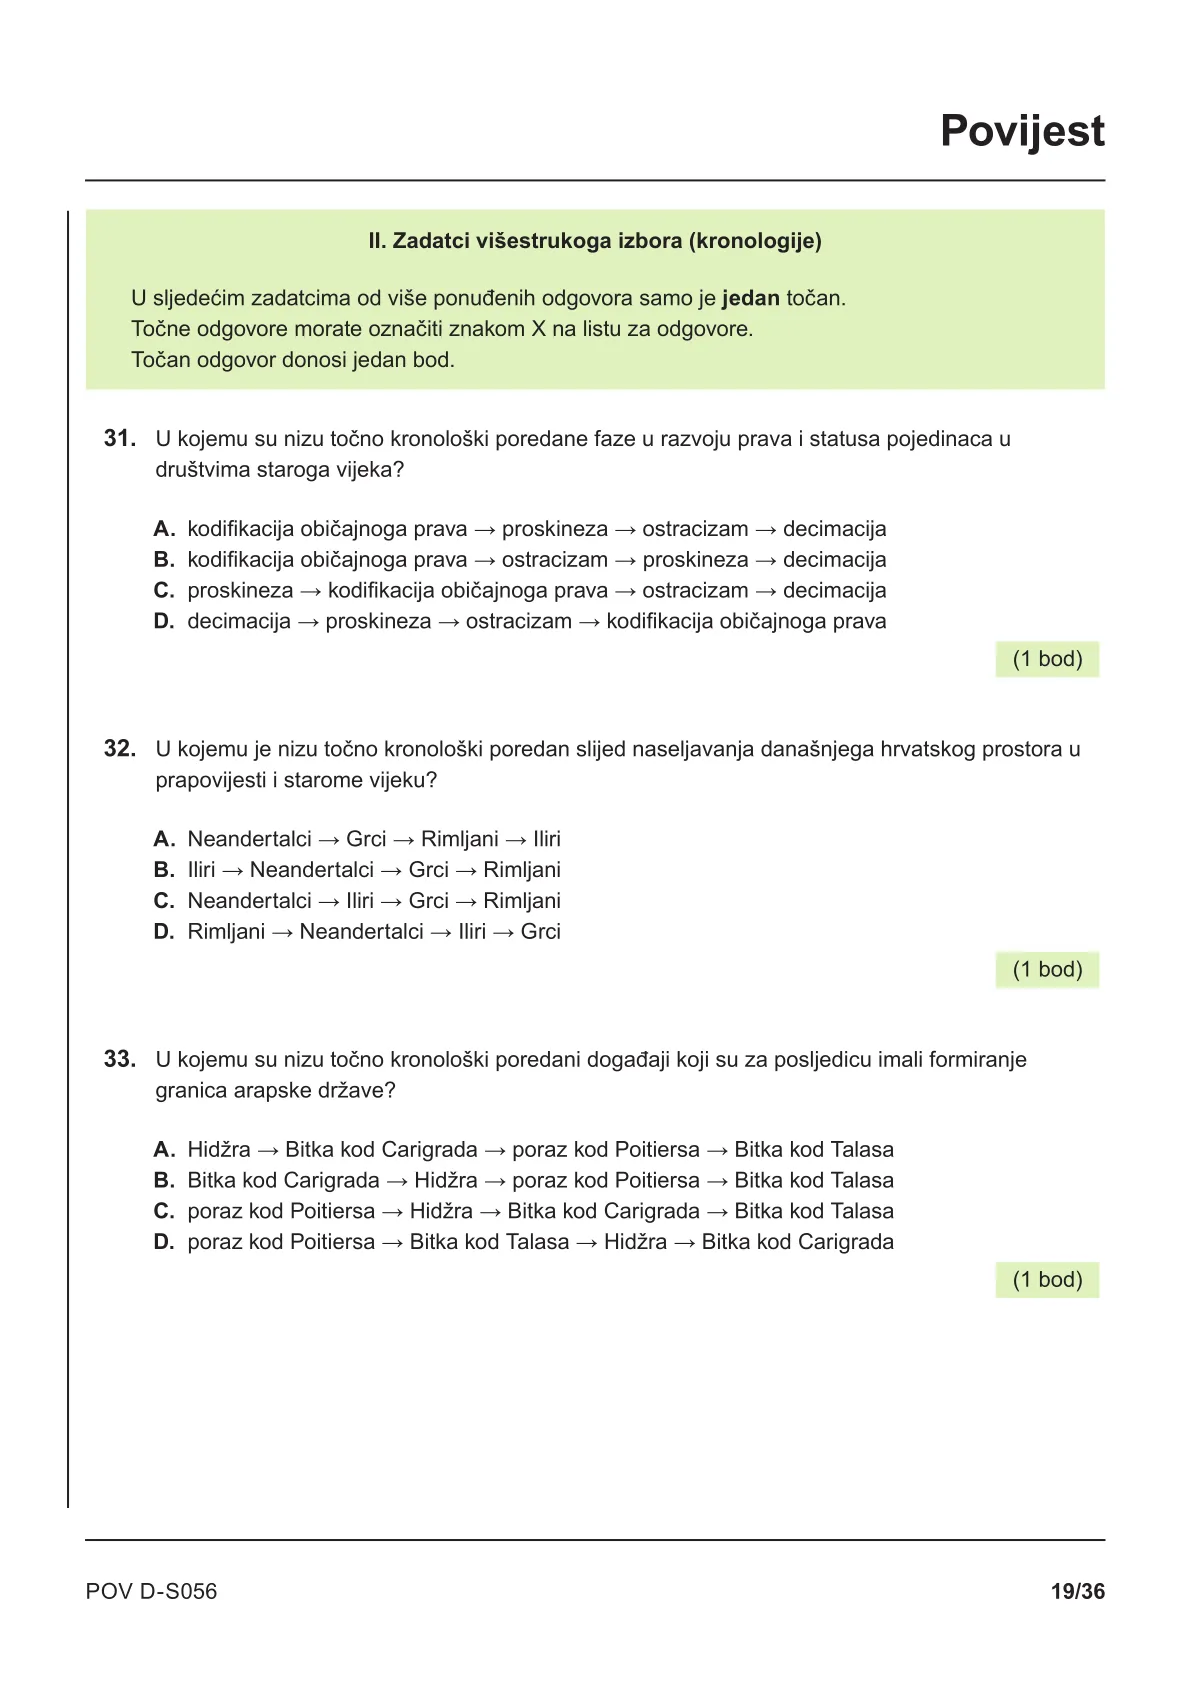 Povijest
II. Zadatci višestrukoga izbora (kronologije)
U sljedećim zadatcima od više ponuđenih odgovora samo je jedan točan.
Točne odgovore morate označiti znakom X na listu za odgovore.
Točan odgovor donosi jedan bod.
31. U kojemu su nizu točno kronološki poredane faze u razvoju prava i statusa pojedinaca u
društvima staroga vijeka?
A. kodifikacija običajnoga prava → proskineza → ostracizam → decimacija
B. kodifikacija običajnoga prava → ostracizam → proskineza → decimacija
C. proskineza → kodifikacija običajnoga prava → ostracizam → decimacija
D. decimacija → proskineza → ostracizam → kodifikacija običajnoga prava
(1 bod)
32. U kojemu je nizu točno kronološki poredan slijed naseljavanja današnjega hrvatskog prostora u
prapovijesti i starome vijeku?
A. Neandertalci → Grci → Rimljani → Iliri
B. Iliri → Neandertalci → Grci → Rimljani
C. Neandertalci → Iliri → Grci → Rimljani
D. Rimljani → Neandertalci → Iliri → Grci
(1 bod)
33. U kojemu su nizu točno kronološki poredani događaji koji su za posljedicu imali formiranje
granica arapske države?
A. Hidžra → Bitka kod Carigrada → poraz kod Poitiersa → Bitka kod Talasa
B. Bitka kod Carigrada → Hidžra → poraz kod Poitiersa → Bitka kod Talasa
C. poraz kod Poitiersa → Hidžra → Bitka kod Carigrada → Bitka kod Talasa
D. poraz kod Poitiersa → Bitka kod Talasa → Hidžra → Bitka kod Carigrada
(1 bod)
POV D-S056
19/36